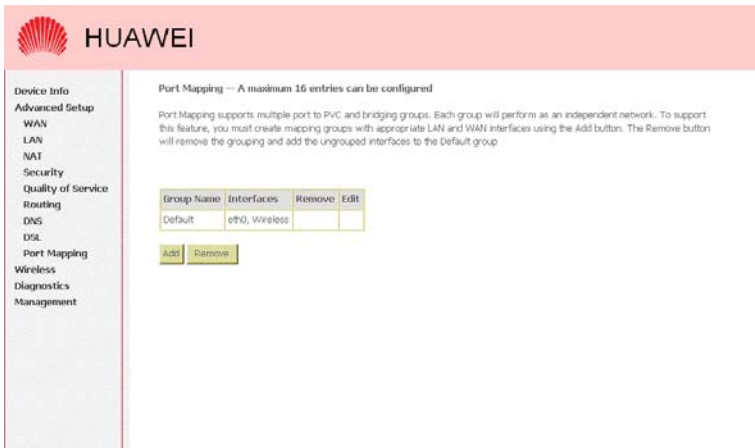 HUAWEI
Device Info
Advanced Setup
WAN
LAN
NAT
Security
Quality of Service
Routing
DNS
DSL
Port Mapping
Wireless
Diagnostics
Management
Port Mapping -- A maximum 16 entries can be configured
Port Mapping supports multiple port to PVC and bridging groups. Each group will perform as an independent network. To support
this feature, you must create mapping groups with appropriate LAN and WAN interfaces using the Add button. The Remove button
will remove the grouping and add the ungrouped interfaces to the Default group
Group Name Interfaces Remove Edit
Default eth0, Wireless
Add Remove